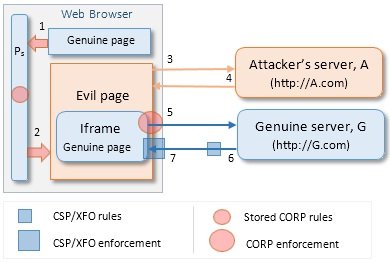 Web Browser
1
Genuine page
Ps
3
Attacker's server, A
(http://A.com)
4
Evil page
2
Iframe
Genuine page
5
Genuine server, G
(http://G.com)
7
6
CSP/XFO rules
Stored CORP rules
CSP/XFO enforcement
CORP enforcement